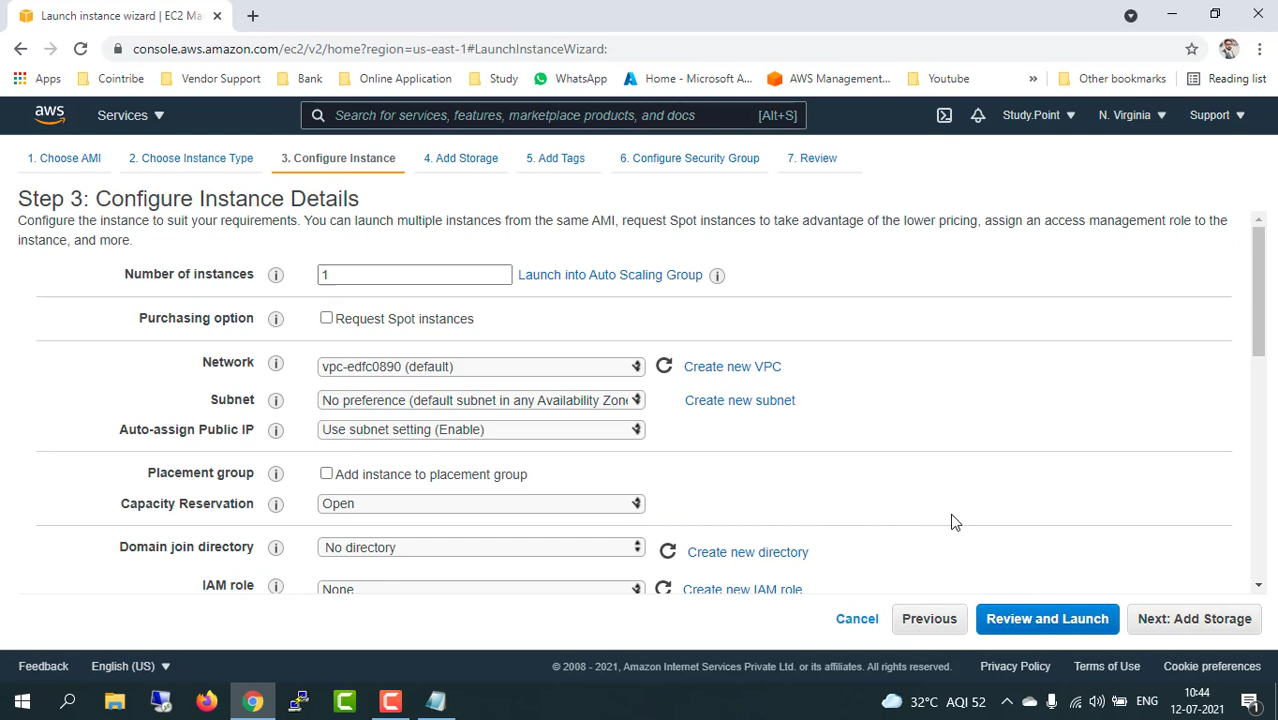 Launch instance wizard | EC2 Ma
console.aws.amazon.com/ec2/v2/home?region=us-east-1#LaunchInstanceWizard:
Apps Cointribe Vendor Support Bank Online Application Study WhatsApp Home - Microsoft A... AWS Management... Youtube » Other bookmarks Reading list
aws Services Search for services, features, marketplace products, and docs [Alt+S] Study.Point N. Virginia Support
1. Choose AMI 2. Choose Instance Type 3. Configure Instance 4. Add Storage 5. Add Tags 6. Configure Security Group 7. Review
Step 3: Configure Instance Details
Configure the instance to suit your requirements. You can launch multiple instances from the same AMI, request Spot instances to take advantage of the lower pricing, assign an access management role to the
instance, and more.
Number of instances 1 Launch into Auto Scaling Group
Purchasing option Request Spot instances
Network vpc-edfc0890 (default) Create new VPC
Subnet No preference (default subnet in any Availability Zone Create new subnet
Auto-assign Public IP Use subnet setting (Enable)
Placement group Add instance to placement group
Capacity Reservation Open
Domain join directory No directory Create new directory
IAM role None Create new IAM role
Cancel Previous Review and Launch Next: Add Storage
Feedback English (US) © 2008 - 2021, Amazon Internet Services Private Ltd. or its affiliates. All rights reserved. Privacy Policy Terms of Use Cookie preferences
32°C AQI 52 ENG 10:44
12-07-2021 1